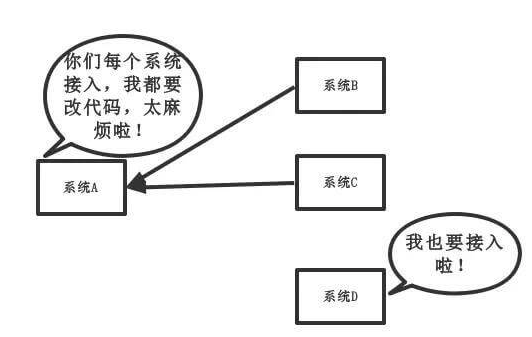 你们每个系统
接入，我都要
改代码，太麻
烦啦！
系统A
系统B
系统C
我也要接入
啦！
系统D